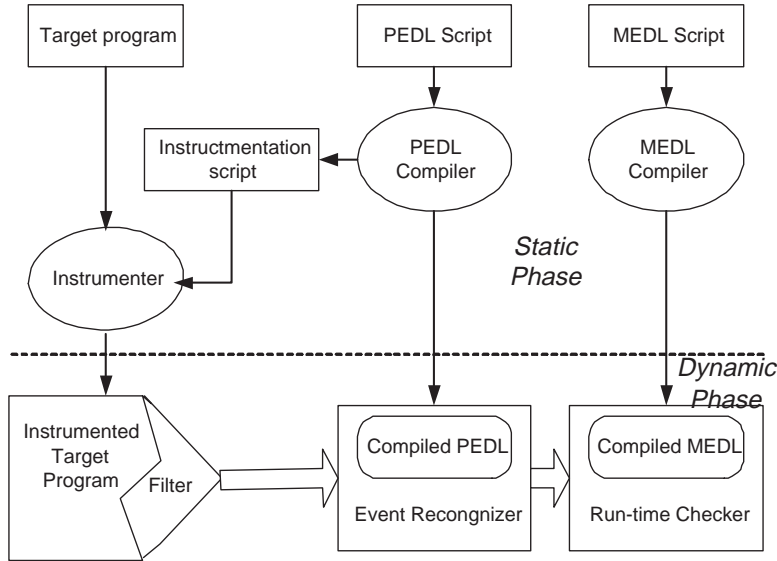 Target program
PEDL Script
MEDL Script
Instructmentation
script
PEDL
Compiler
MEDL
Compiler
Instrumenter
Static
Phase
Dynamic
Phase
Instrumented
Target
Program
Filter
Compiled PEDL
Event Recongnizer
Compiled MEDL
Run-time Checker